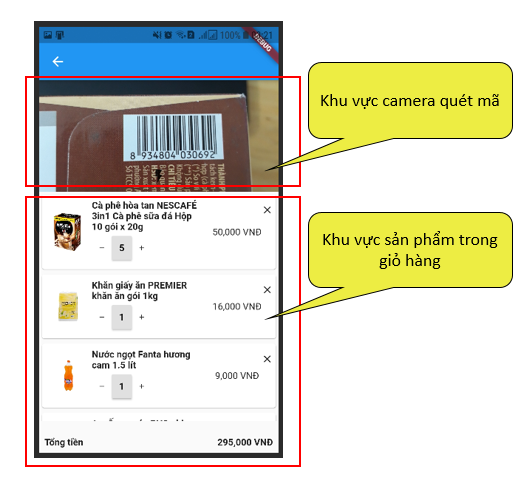 100%
DEBUG
8 934804 030692
CHỈ TIÊU
Khu vực camera quét mã
Cà phê hòa tan NESCAFÉ
3in1 Cà phê sữa đá Hộp
10 gói x 20g
50,000 VNĐ
− 5 +
Khu vực sản phẩm trong
giỏ hàng
Khăn giấy ăn PREMIER
khăn ăn gói 1kg
16,000 VNĐ
− 1 +
Nước ngọt Fanta hương
cam 1.5 lít
9,000 VNĐ
− 1 +
Tổng tiền 295,000 VNĐ